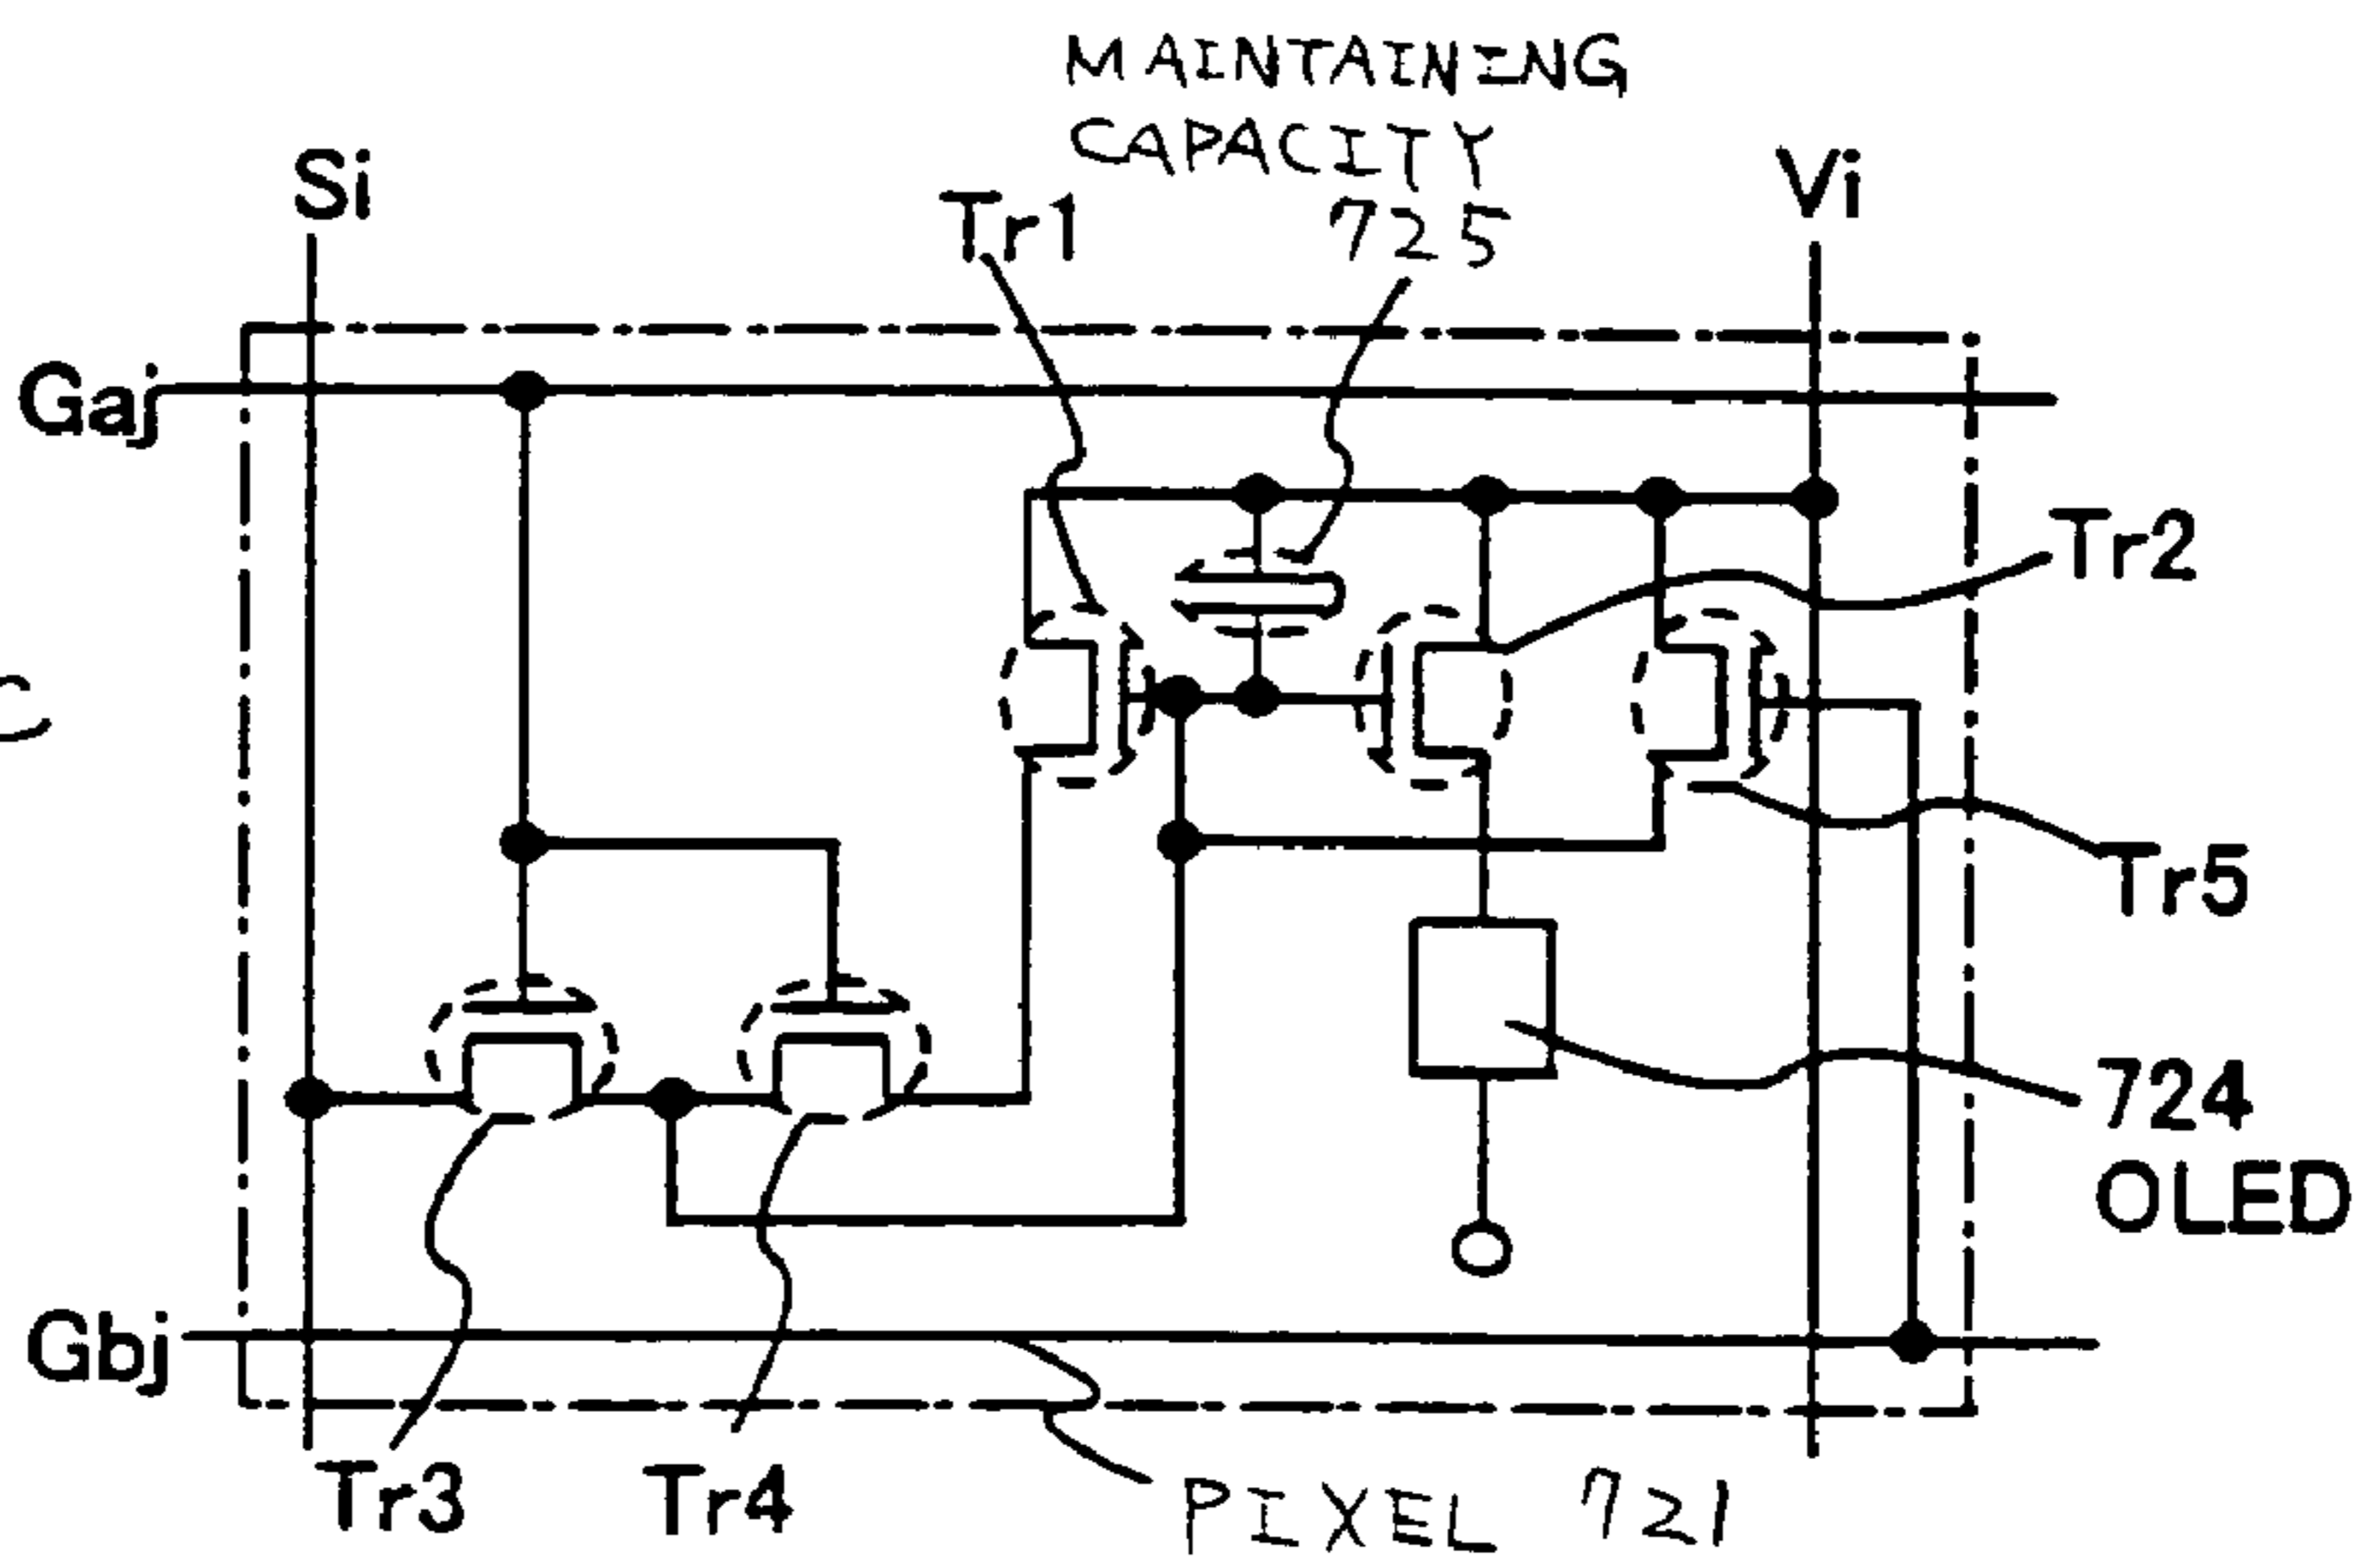 MAINTAINING
CAPACITY
725
Si
Tr1
Vi
Gaj
Tr2
C
Tr5
724
OLED
Gbj
Tr3
Tr4
PIXEL 721